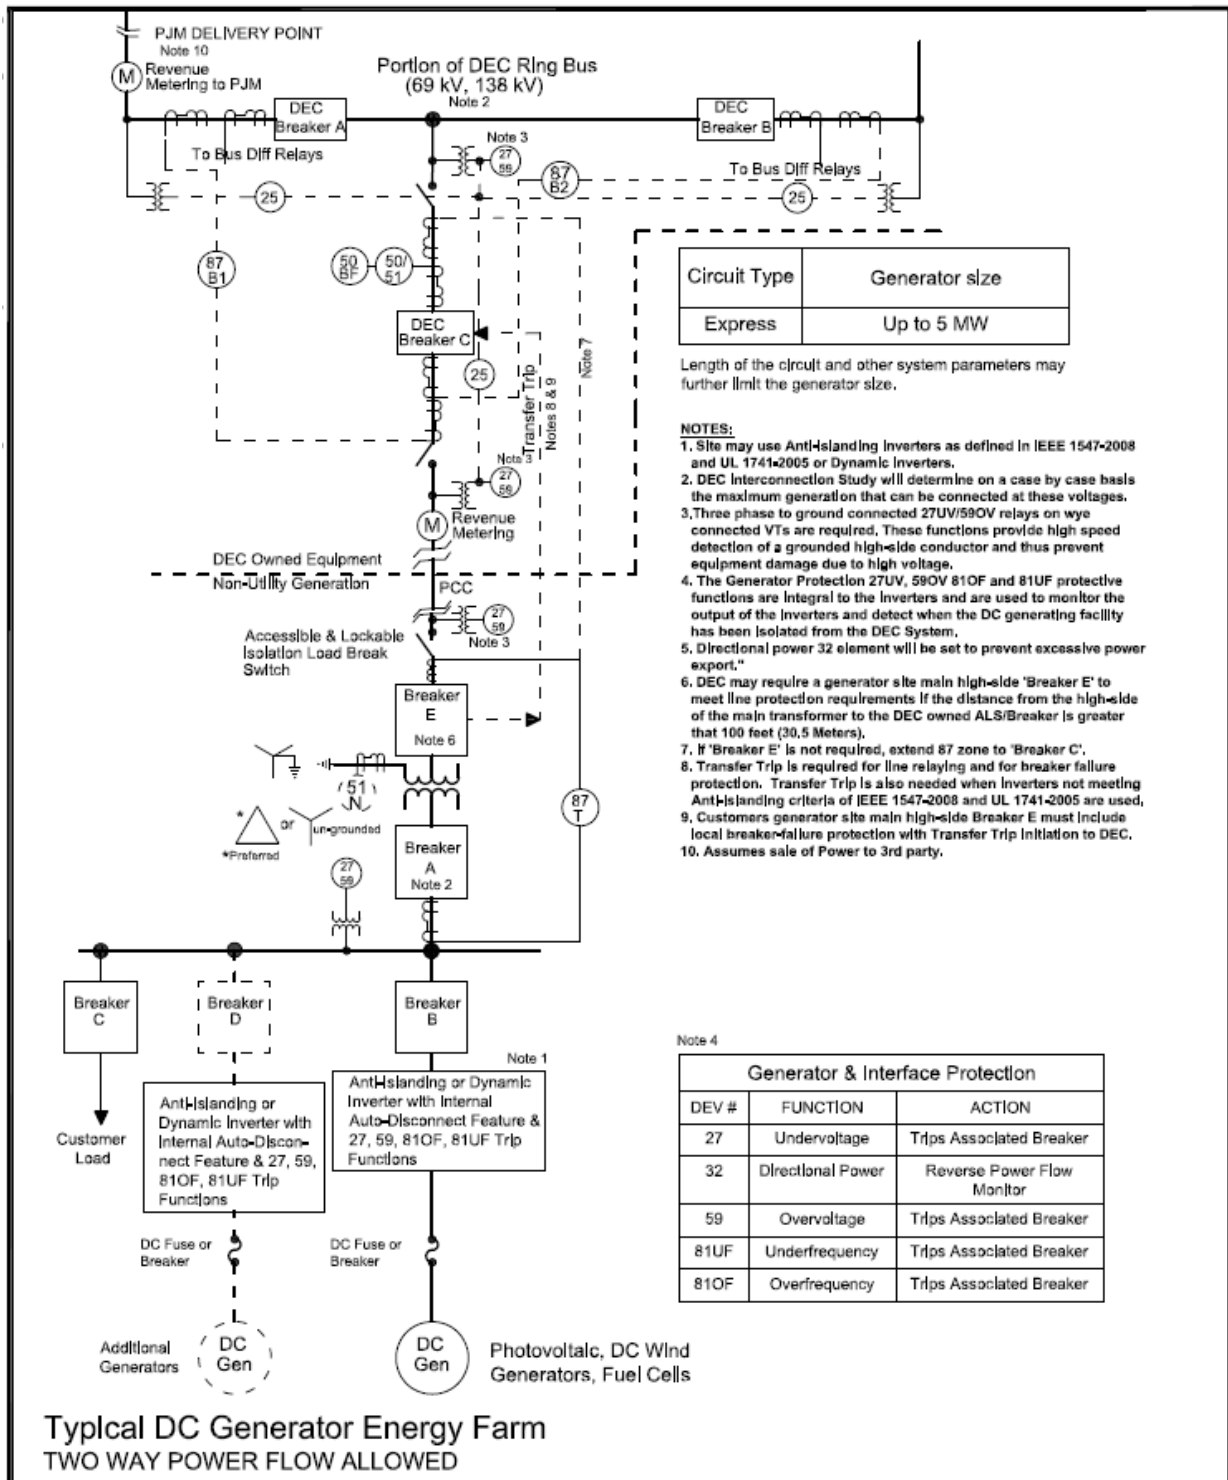 PJM DELIVERY POINT
Note 10
M
Revenue
Metering to PJM
Portion of DEC Ring Bus
(69 kV, 138 kV)
Note 2
DEC
Breaker A
DEC
Breaker B
To Bus Diff Relays
Note 3
27
59
87
B2
To Bus Diff Relays
25
25
87
B1
50
BF
50/
51
DEC
Breaker C
25
Transfer Trip
Notes 8 & 9
Note 7
Note 3
27
59
M
Revenue
Metering
DEC Owned Equipment
Non-Utility Generation
PCC
27
59
Note 3
Accessible & Lockable
Isolation Load Break
Switch
Breaker
E
Note 6
51
N
* or un-grounded
*Preferred
87
T
Breaker
A
Note 2
27
59
Breaker
C
Breaker
D
Breaker
B
Note 1
Customer
Load
Anti-Islanding or
Dynamic Inverter with
Internal Auto-Discon-
nect Feature & 27, 59,
81OF, 81UF Trip
Functions
Anti-Islanding or Dynamic
Inverter with Internal
Auto-Disconnect Feature &
27, 59, 81OF, 81UF Trip
Functions
DC Fuse or
Breaker
DC Fuse or
Breaker
Additional
Generators
DC
Gen
DC
Gen
Photovoltaic, DC Wind
Generators, Fuel Cells
Circuit Type Generator size
Express Up to 5 MW
Length of the circuit and other system parameters may
further limit the generator size.
NOTES:
1. Site may use Anti-Islanding Inverters as defined in IEEE 1547-2008
and UL 1741-2005 or Dynamic Inverters.
2. DEC Interconnection Study will determine on a case by case basis
the maximum generation that can be connected at these voltages.
3.Three phase to ground connected 27UV/59OV relays on wye
connected VTs are required. These functions provide high speed
detection of a grounded high-side conductor and thus prevent
equipment damage due to high voltage.
4. The Generator Protection 27UV, 59OV 81OF and 81UF protective
functions are integral to the inverters and are used to monitor the
output of the inverters and detect when the DC generating facility
has been isolated from the DEC System.
5. Directional power 32 element will be set to prevent excessive power
export."
6. DEC may require a generator site main high-side 'Breaker E' to
meet line protection requirements if the distance from the high-side
of the main transformer to the DEC owned ALS/Breaker is greater
that 100 feet (30.5 Meters).
7. If 'Breaker E' is not required, extend 87 zone to 'Breaker C'.
8. Transfer Trip is required for line relaying and for breaker failure
protection. Transfer Trip is also needed when inverters not meeting
Anti-Islanding criteria of IEEE 1547-2008 and UL 1741-2005 are used.
9. Customers generator site main high-side Breaker E must include
local breaker-failure protection with Transfer Trip initiation to DEC.
10. Assumes sale of Power to 3rd party.
Note 4
Generator & Interface Protection
DEV # FUNCTION ACTION
27 Undervoltage Trips Associated Breaker
32 Directional Power Reverse Power Flow
Monitor
59 Overvoltage Trips Associated Breaker
81UF Underfrequency Trips Associated Breaker
81OF Overfrequency Trips Associated Breaker
Typical DC Generator Energy Farm
TWO WAY POWER FLOW ALLOWED